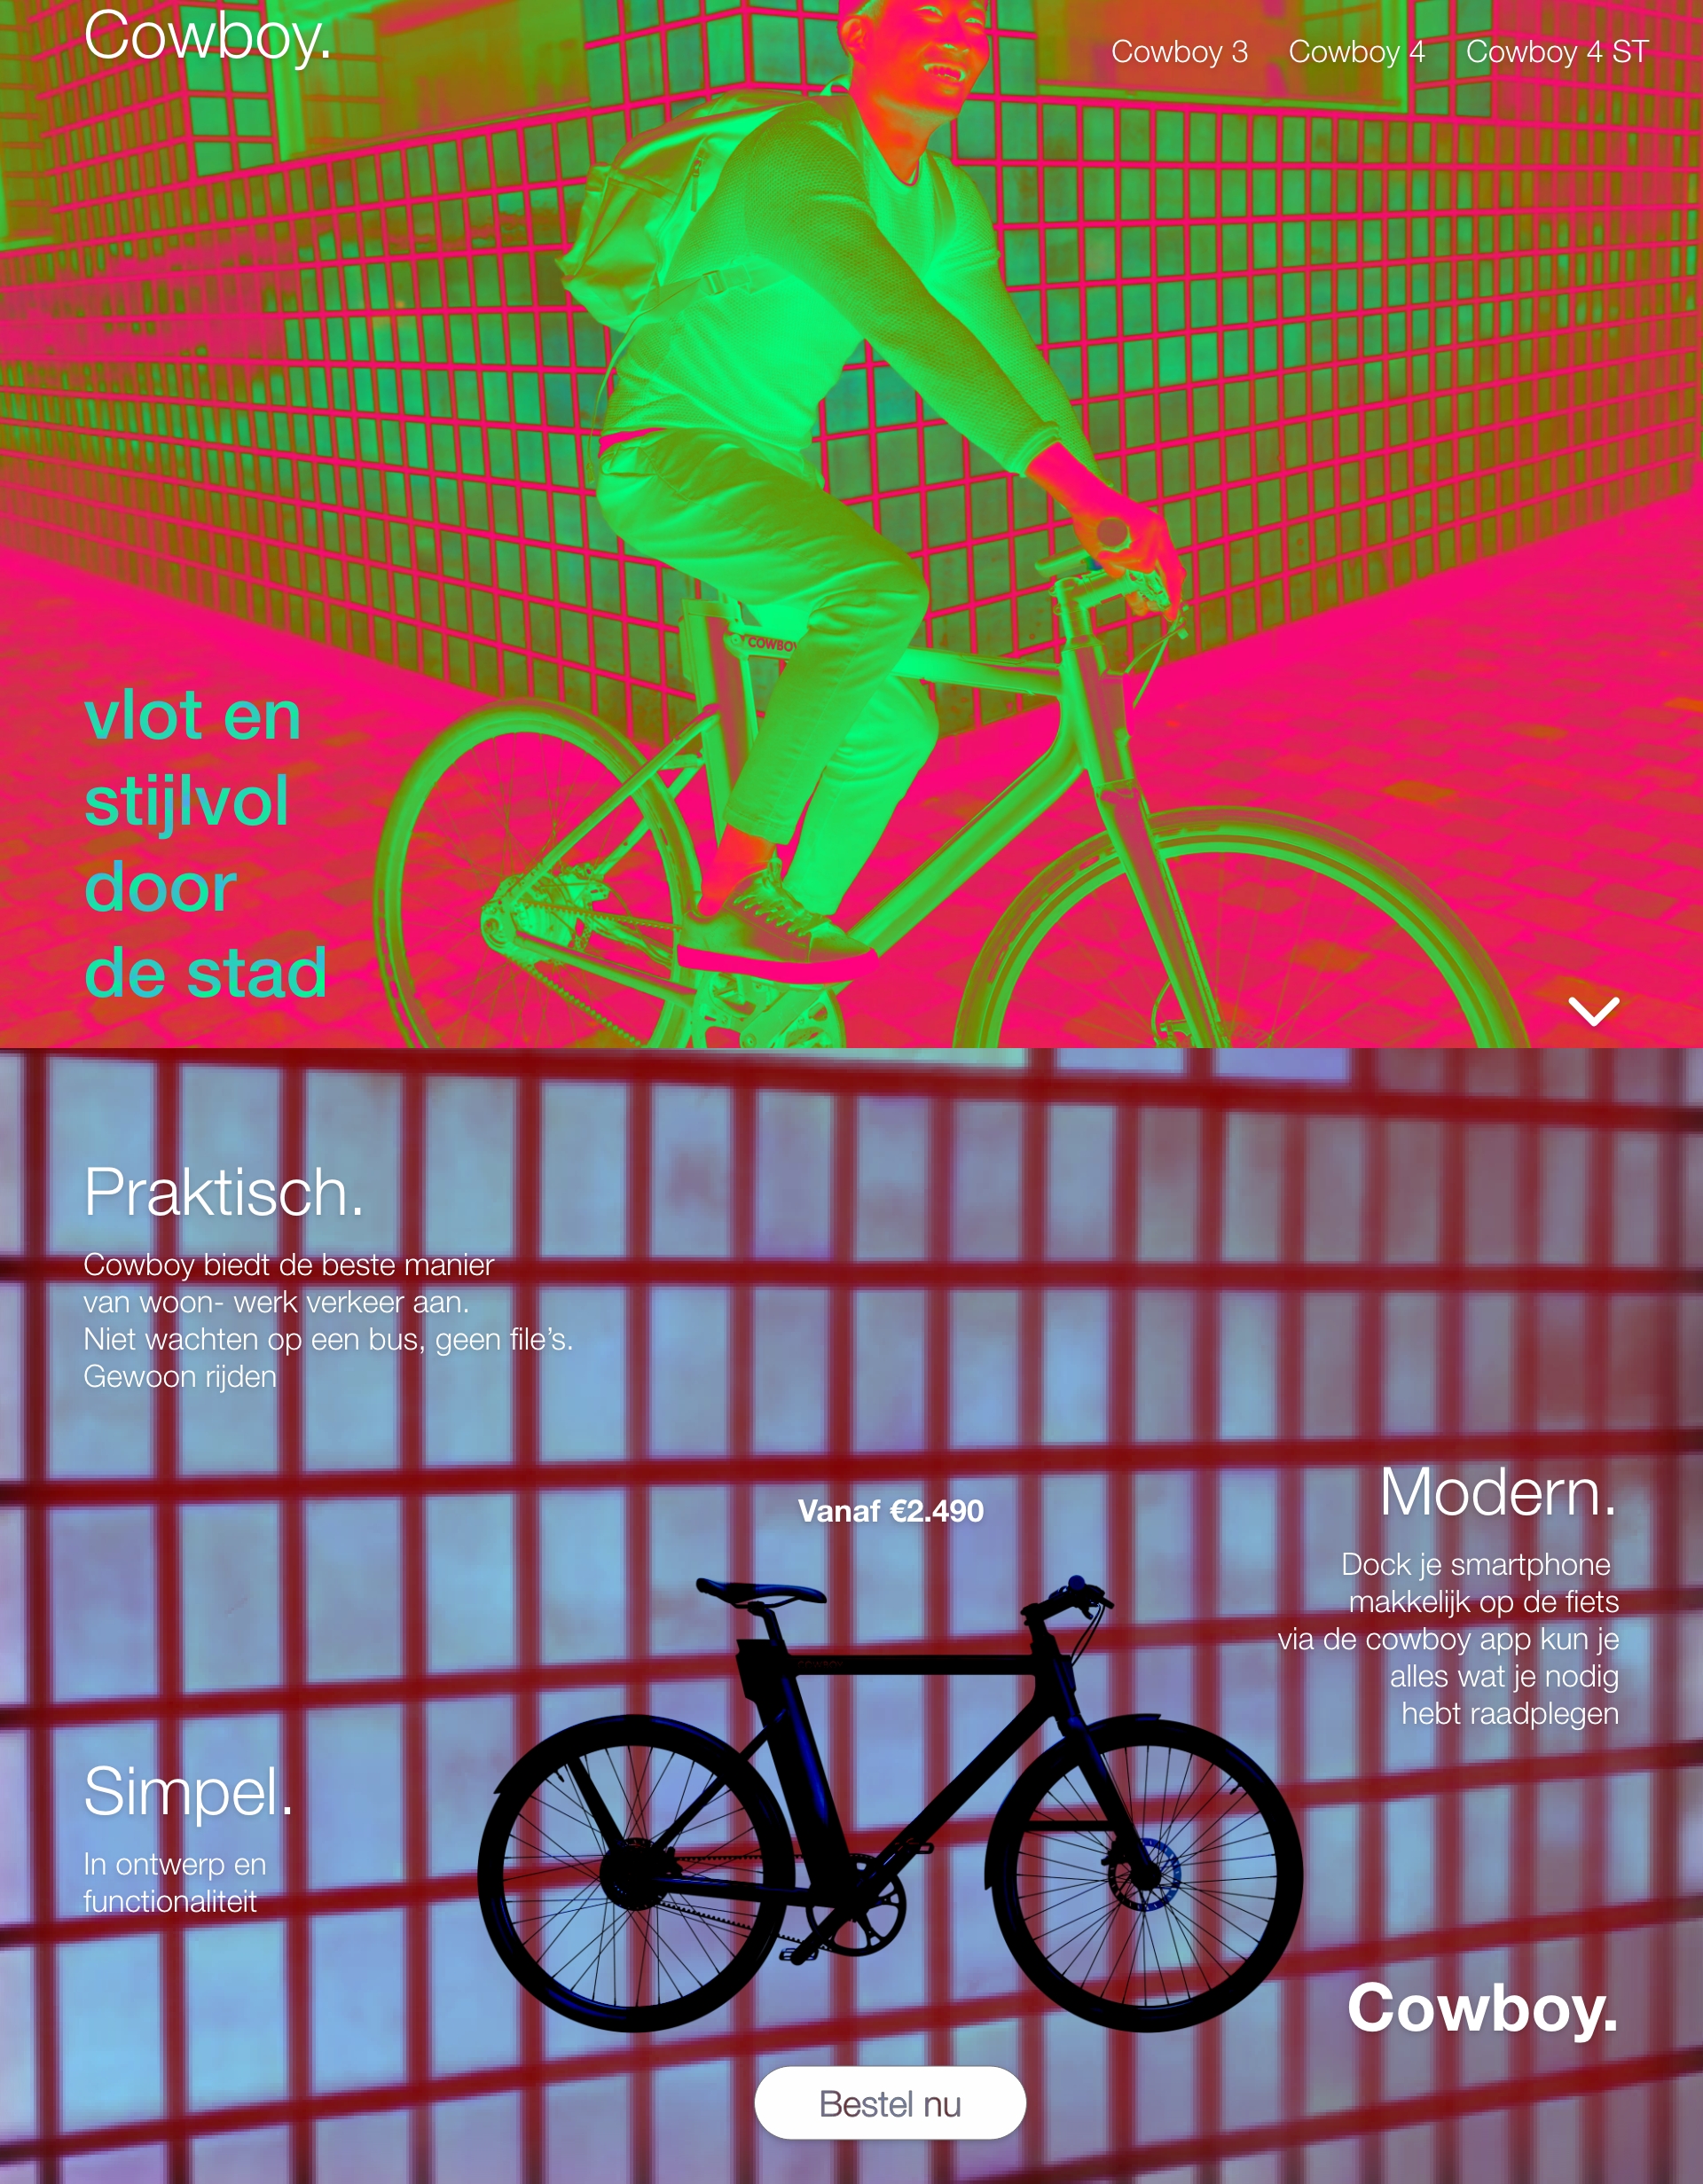 Cowboy.
Cowboy 3 Cowboy 4 Cowboy 4 ST
COWBOY
vlot en
stijlvol
door
de stad
Praktisch.
Cowboy biedt de beste manier
van woon- werk verkeer aan.
Niet wachten op een bus, geen file’s.
Gewoon rijden
Vanaf €2.490
Modern.
Dock je smartphone
makkelijk op de fiets
via de cowboy app kun je
alles wat je nodig
hebt raadplegen
Simpel.
In ontwerp en
functionaliteit
Cowboy.
Bestel nu